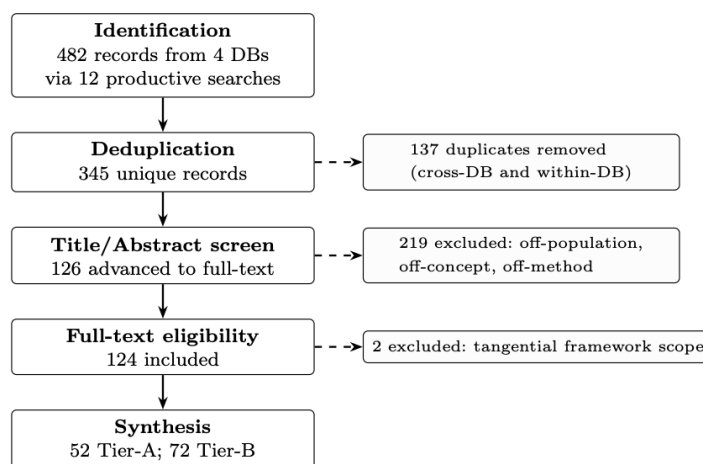 Identification
482 records from 4 DBs
via 12 productive searches
Deduplication
345 unique records
137 duplicates removed
(cross-DB and within-DB)
Title/Abstract screen
126 advanced to full-text
219 excluded: off-population,
off-concept, off-method
Full-text eligibility
124 included
2 excluded: tangential framework scope
Synthesis
52 Tier-A; 72 Tier-B